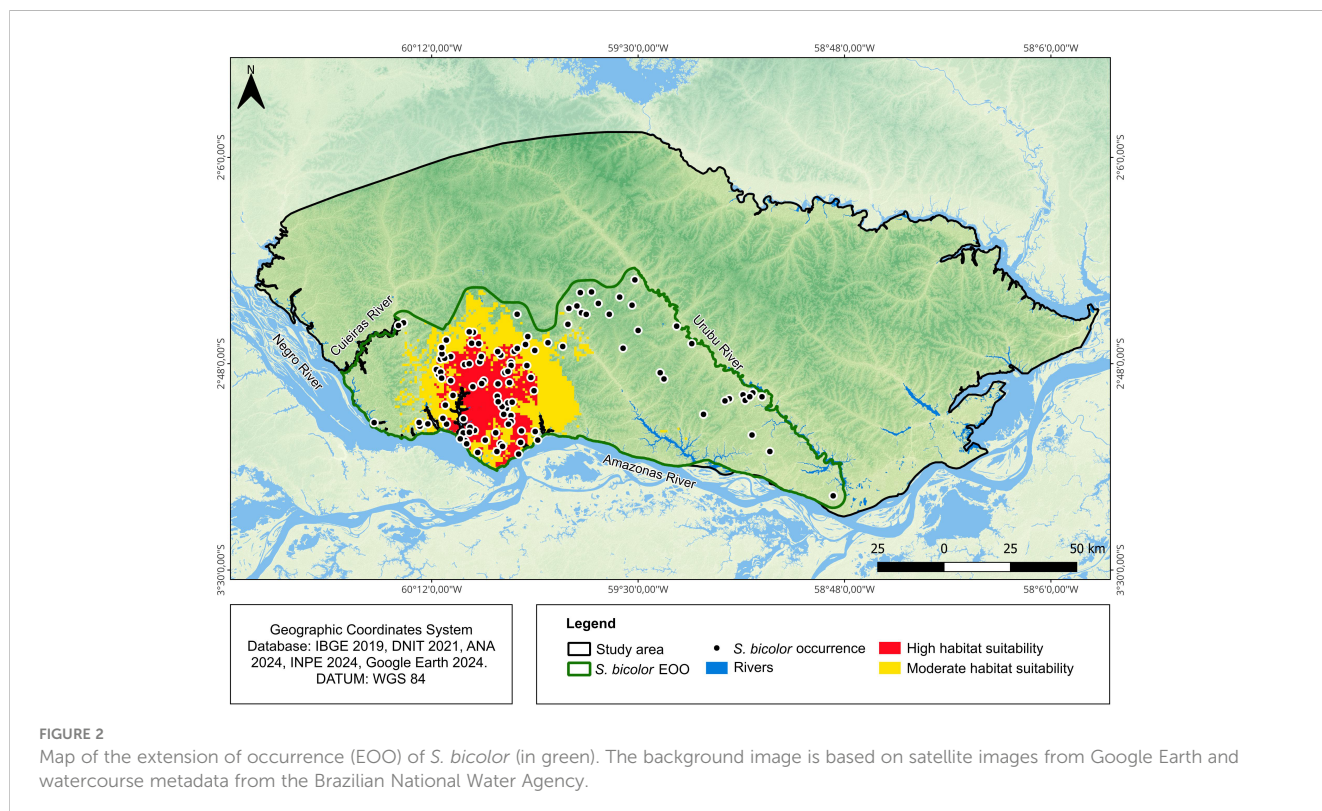 60°12'0,00"W 59°30'0,00"W 58°48'0,00"W 58°6'0,00"W
N
2°6'0,00"S 2°6'0,00"S
Cuieiras River
Negro River
Urubu River
2°48'0,00"S 2°48'0,00"S
Amazonas River
25 0 25 50 km
3°30'0,00"S 3°30'0,00"S
60°12'0,00"W 59°30'0,00"W 58°48'0,00"W 58°6'0,00"W
Geographic Coordinates System
Database: IBGE 2019, DNIT 2021, ANA
2024, INPE 2024, Google Earth 2024.
DATUM: WGS 84
Legend
Study area S. bicolor occurrence High habitat suitability
S. bicolor EOO Rivers Moderate habitat suitability
FIGURE 2
Map of the extension of occurrence (EOO) of S. bicolor (in green). The background image is based on satellite images from Google Earth and
watercourse metadata from the Brazilian National Water Agency.